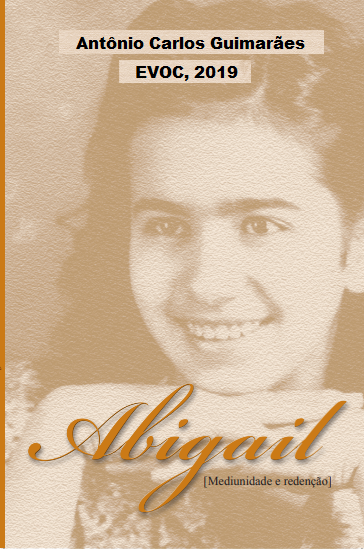 Antônio Carlos Guimarães
EVOC, 2019
Abigail
[Mediunidade e redenção]